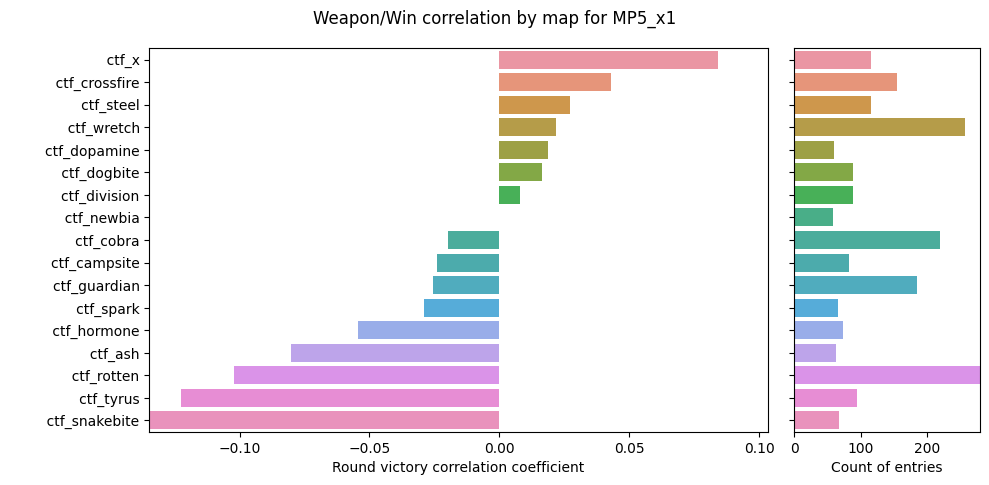 Weapon/Win correlation by map for MP5_x1
ctf_x
ctf_crossfire
ctf_steel
ctf_wretch
ctf_dopamine
ctf_dogbite
ctf_division
ctf_newbia
ctf_cobra
ctf_campsite
ctf_guardian
ctf_spark
ctf_hormone
ctf_ash
ctf_rotten
ctf_tyrus
ctf_snakebite
−0.10 −0.05 0.00 0.05 0.10
Round victory correlation coefficient
0 100 200
Count of entries